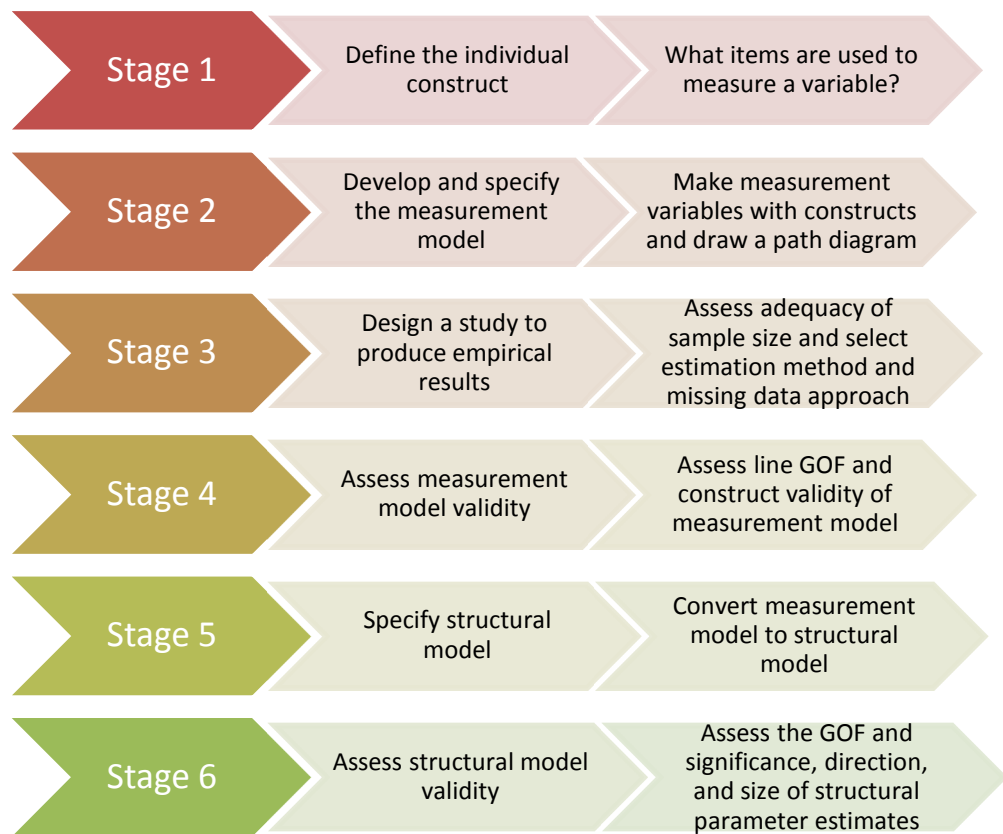 Stage 1
Define the individual
construct
What items are used to
measure a variable?
Stage 2
Develop and specify
the measurement
model
Make measurement
variables with constructs
and draw a path diagram
Stage 3
Design a study to
produce empirical
results
Assess adequacy of
sample size and select
estimation method and
missing data approach
Stage 4
Assess measurement
model validity
Assess line GOF and
construct validity of
measurement model
Stage 5
Specify structural
model
Convert measurement
model to structural
model
Stage 6
Assess structural model
validity
Assess the GOF and
significance, direction,
and size of structural
parameter estimates